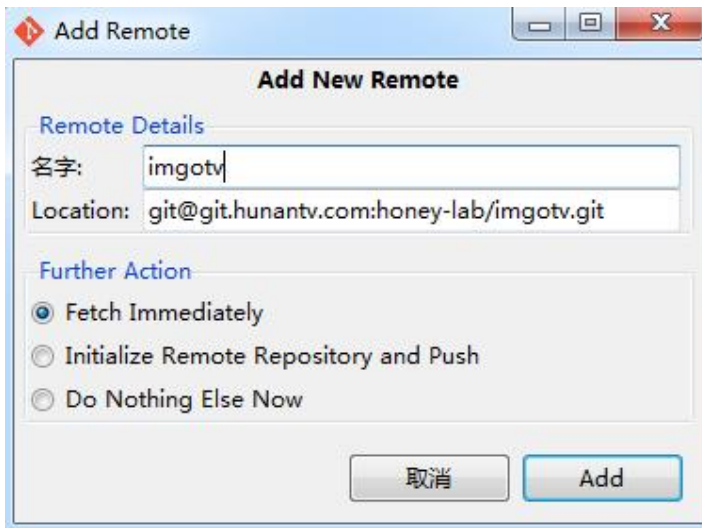 Add Remote
Add New Remote
Remote Details
名字: imgotv
Location: git@git.hunantv.com:honey-lab/imgotv.git
Further Action
Fetch Immediately
Initialize Remote Repository and Push
Do Nothing Else Now
取消 Add